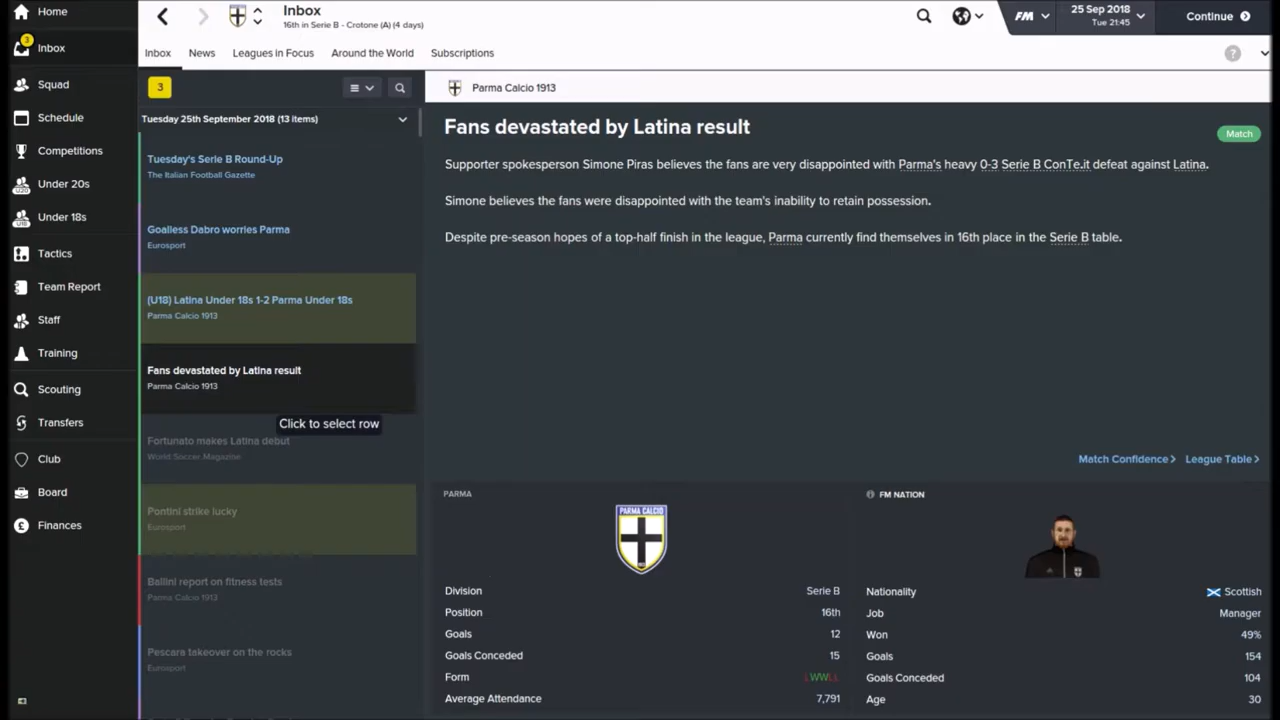 Home
Inbox
16th in Serie B - Crotone (A) (4 days)
FM
25 Sep 2018
Tue 21:45
Continue
3
Inbox
Inbox
News
Leagues in Focus
Around the World
Subscriptions
?
Squad
Schedule
Competitions
U20
Under 20s
U18
Under 18s
Tactics
Team Report
Staff
Training
Scouting
Transfers
Club
Board
£
Finances
3
Tuesday 25th September 2018 (13 items)
Tuesday's Serie B Round-Up
The Italian Football Gazette
Goalless Dabro worries Parma
Eurosport
(U18) Latina Under 18s 1-2 Parma Under 18s
Parma Calcio 1913
Fans devastated by Latina result
Parma Calcio 1913
Click to select row
Fortunato makes Latina debut
World Soccer Magazine
Pontini strike lucky
Eurosport
Ballini report on fitness tests
Parma Calcio 1913
Pescara takeover on the rocks
Eurosport
Parma Calcio 1913
Fans devastated by Latina result
Match
Supporter spokesperson Simone Piras believes the fans are very disappointed with Parma's heavy 0-3 Serie B ConTe.it defeat against Latina.
Simone believes the fans were disappointed with the team's inability to retain possession.
Despite pre-season hopes of a top-half finish in the league, Parma currently find themselves in 16th place in the Serie B table.
Match Confidence >
League Table >
PARMA
PARMA CALCIO
Division Serie B
Position 16th
Goals 12
Goals Conceded 15
Form LWWLL
Average Attendance 7,791
FM NATION
Nationality Scottish
Job Manager
Won 49%
Goals 154
Goals Conceded 104
Age 30